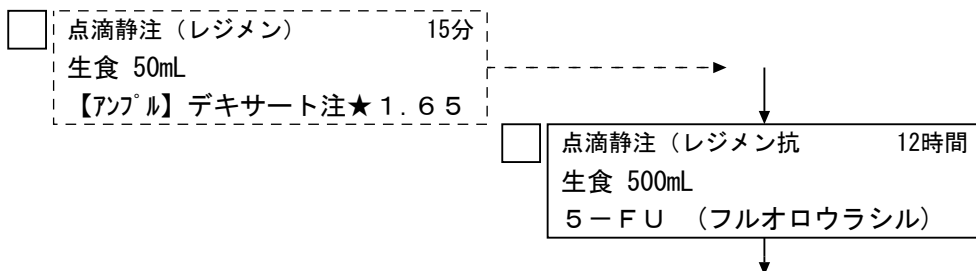 点滴静注（レジメン） 15分
生食 50mL
【ｱﾝﾌﾟﾙ】デキサート注★１．６５
点滴静注（レジメン抗 12時間
生食 500mL
５－ＦＵ （フルオロウラシル）